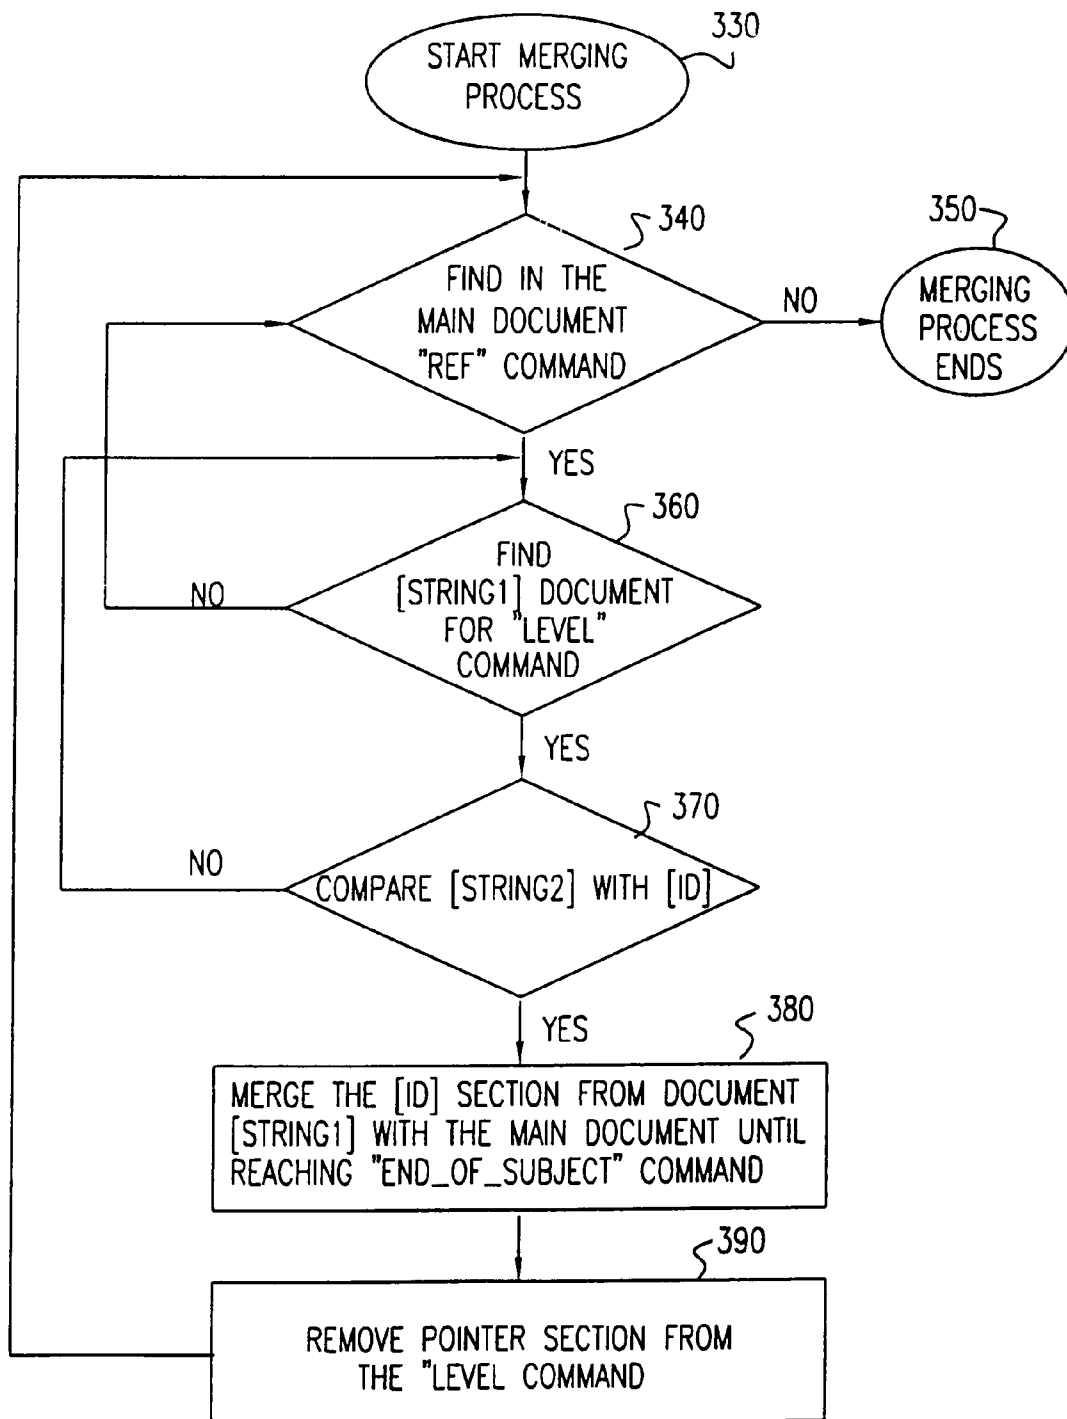 330
START MERGING
PROCESS
340
FIND IN THE
MAIN DOCUMENT
"REF" COMMAND
NO
350
MERGING
PROCESS
ENDS
YES
360
FIND
[STRING1] DOCUMENT
FOR "LEVEL"
COMMAND
NO
YES
370
COMPARE [STRING2] WITH [ID]
NO
YES
380
MERGE THE [ID] SECTION FROM DOCUMENT
[STRING1] WITH THE MAIN DOCUMENT UNTIL
REACHING "END_OF_SUBJECT" COMMAND
390
REMOVE POINTER SECTION FROM
THE "LEVEL COMMAND